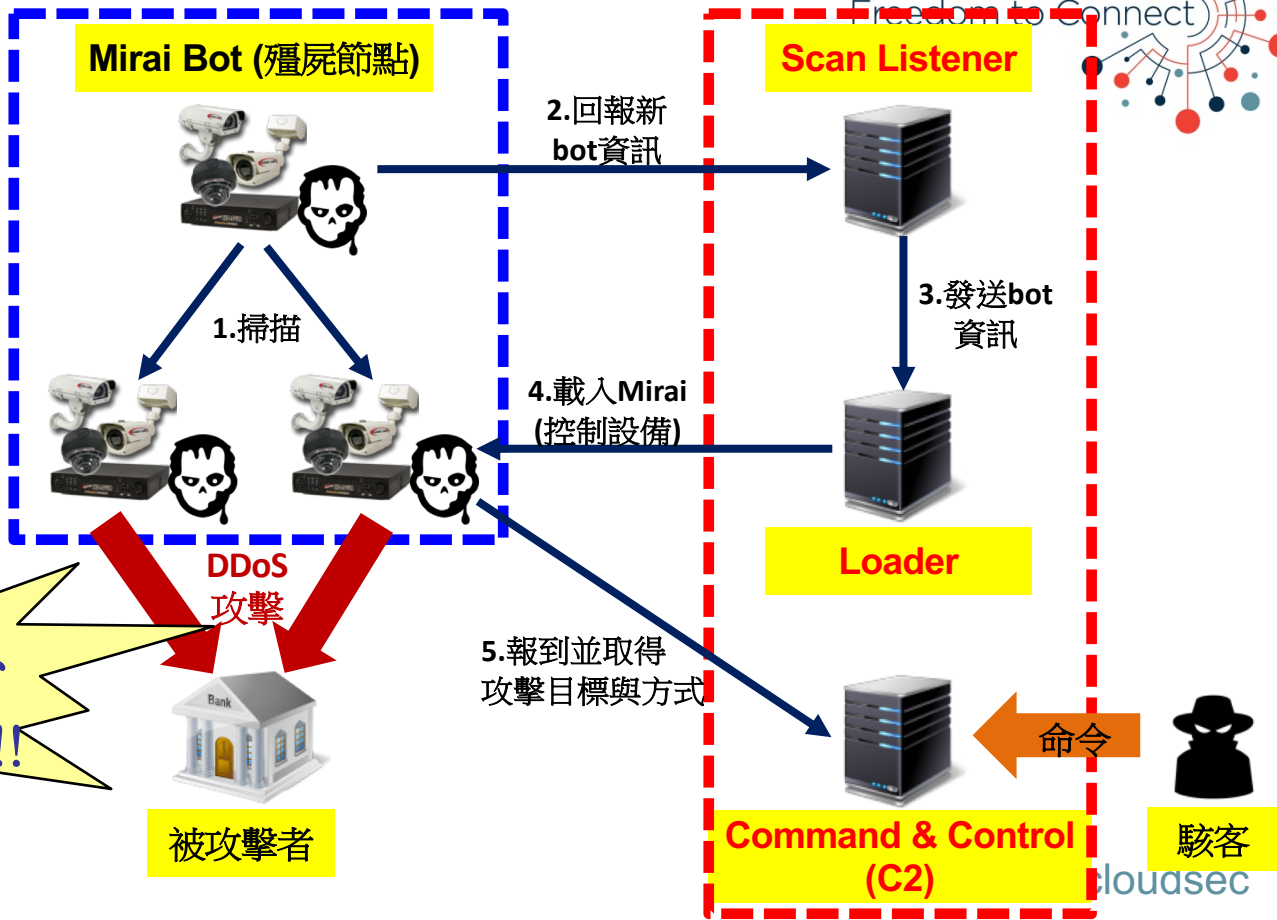 Freedom to Connect
Mirai Bot (殭屍節點)
Scan Listener
2.回報新
bot資訊
1.掃描
3.發送bot
資訊
4.載入Mirai
(控制設備)
Loader
DDoS
攻擊
5.報到並取得
攻擊目標與方式
Bank
!!
命令
被攻擊者
Command & Control
(C2)
駭客
cloudsec